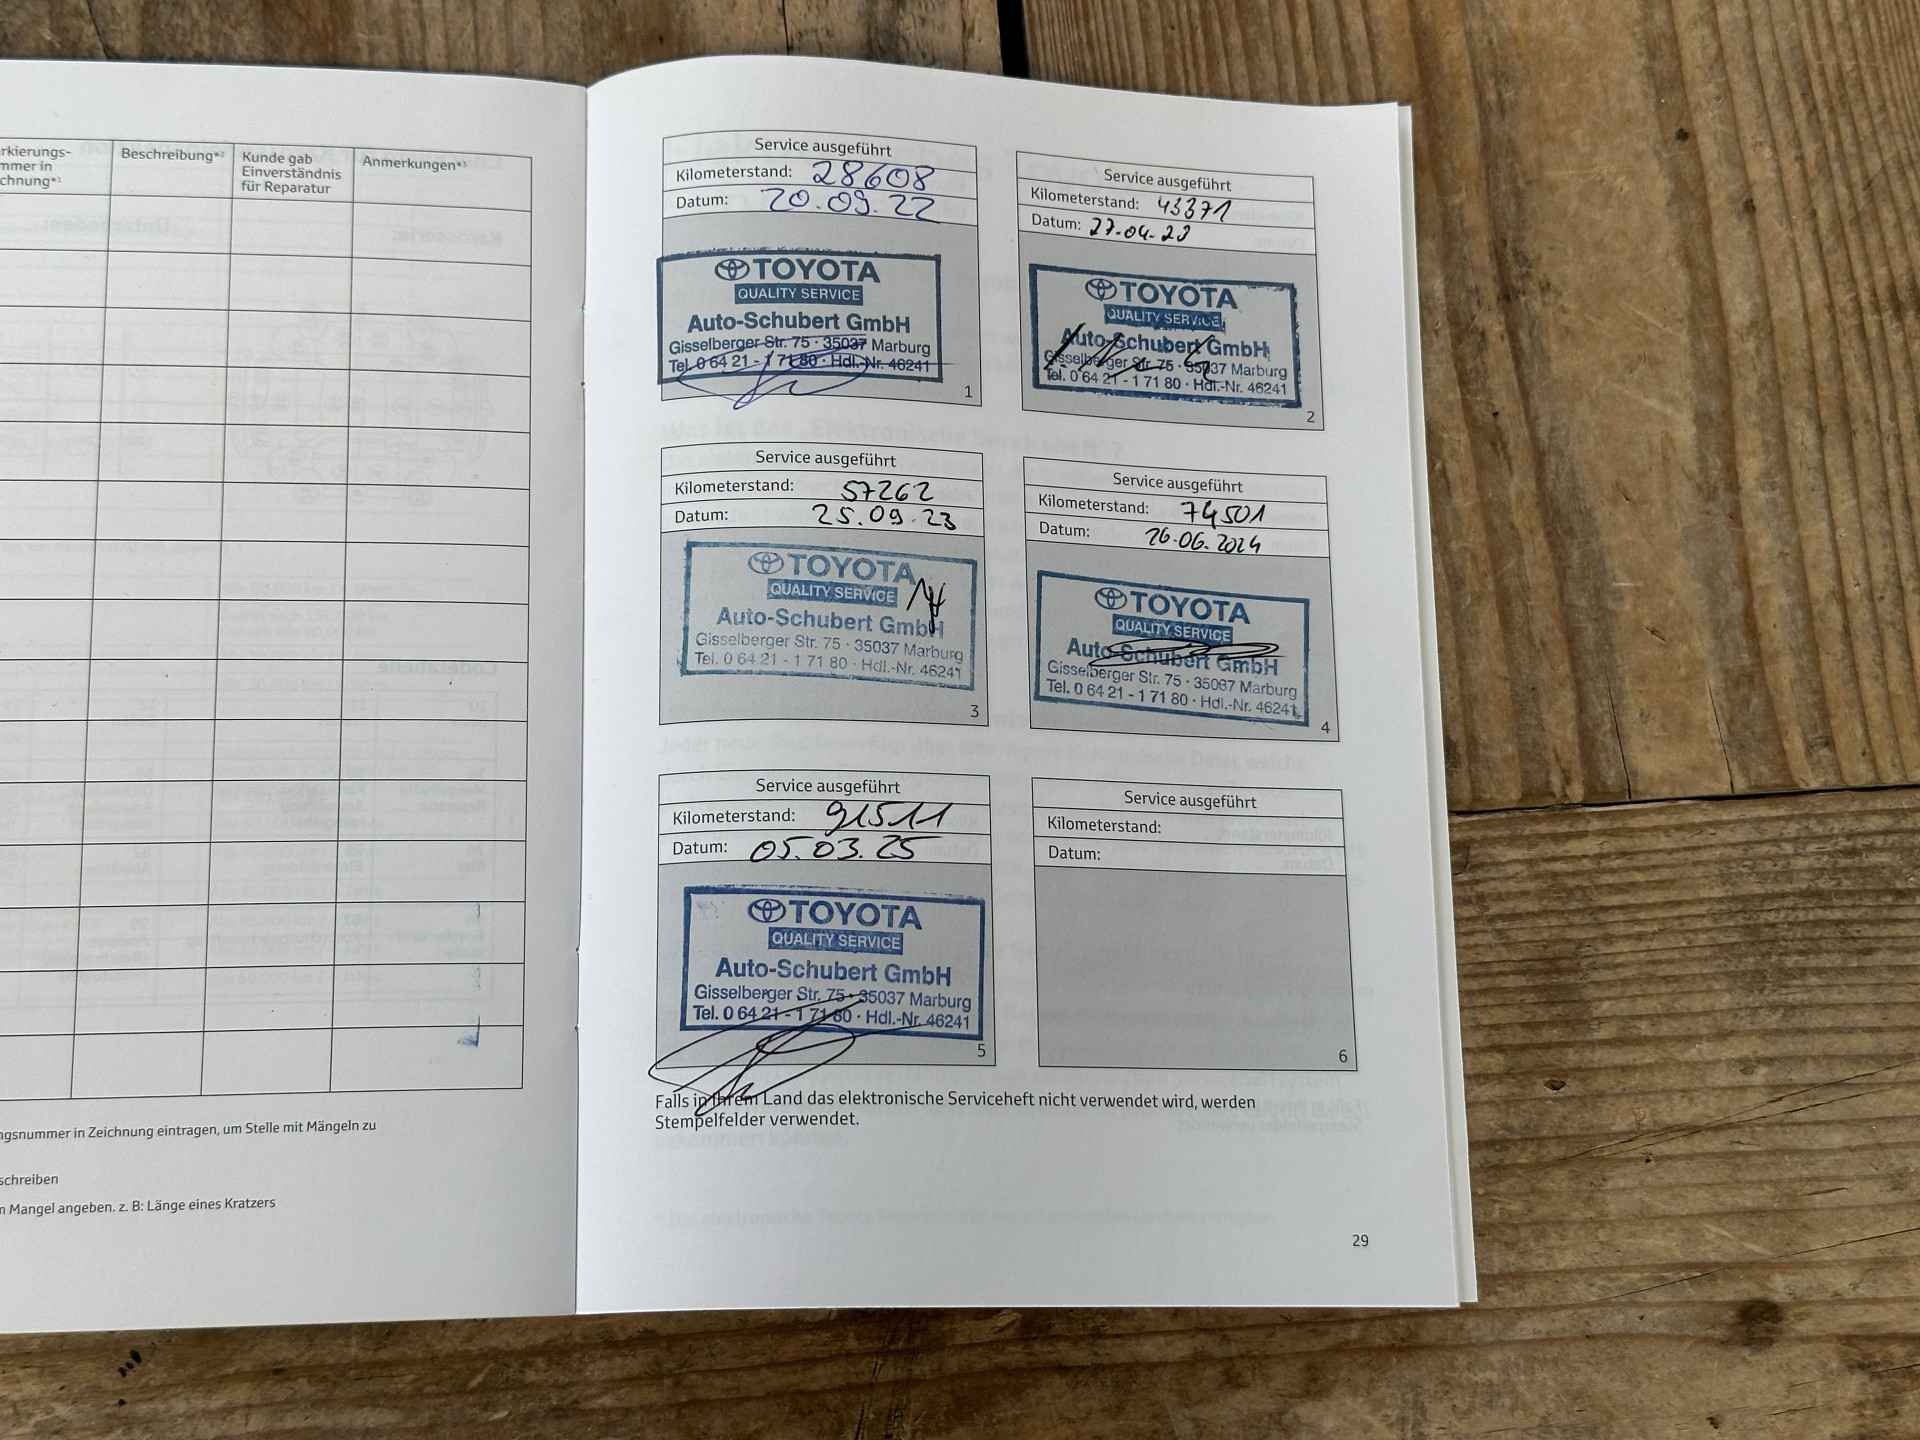 rkierungs-
mmer in
chnung*¹
Beschreibung*²
Kunde gab
Einverständnis
für Reparatur
Anmerkungen*³
ngsnummer in Zeichnung eintragen, um Stelle mit Mängeln zu
schreiben
n Mangel angeben. z. B: Länge eines Kratzers
Service ausgeführt
Kilometerstand: 28608
Datum: 20.09.22
TOYOTA
QUALITY SERVICE
Auto-Schubert GmbH
Gisselberger Str. 75 · 35037 Marburg
Tel. 0 64 21 - 1 71 80 · Hdl.-Nr. 46241
1
Service ausgeführt
Kilometerstand: 43371
Datum: 27.04.23
TOYOTA
QUALITY SERVICE
Auto-Schubert GmbH
Gisselberger Str. 75 · 35037 Marburg
Tel. 0 64 21 - 1 71 80 · Hdl.-Nr. 46241
2
Service ausgeführt
Kilometerstand: 57262
Datum: 25.09.23
TOYOTA
QUALITY SERVICE
Auto-Schubert GmbH
Gisselberger Str. 75 · 35037 Marburg
Tel. 0 64 21 - 1 71 80 · Hdl.-Nr. 46241
3
Service ausgeführt
Kilometerstand: 74501
Datum: 26.06.2024
TOYOTA
QUALITY SERVICE
Auto-Schubert GmbH
Gisselberger Str. 75 · 35037 Marburg
Tel. 0 64 21 - 1 71 80 · Hdl.-Nr. 46241
4
Service ausgeführt
Kilometerstand: 91511
Datum: 05.03.25
TOYOTA
QUALITY SERVICE
Auto-Schubert GmbH
Gisselberger Str. 75 · 35037 Marburg
Tel. 0 64 21 - 1 71 80 · Hdl.-Nr. 46241
5
Service ausgeführt
Kilometerstand:
Datum:
6
Falls in Ihrem Land das elektronische Serviceheft nicht verwendet wird, werden
Stempelfelder verwendet.
29